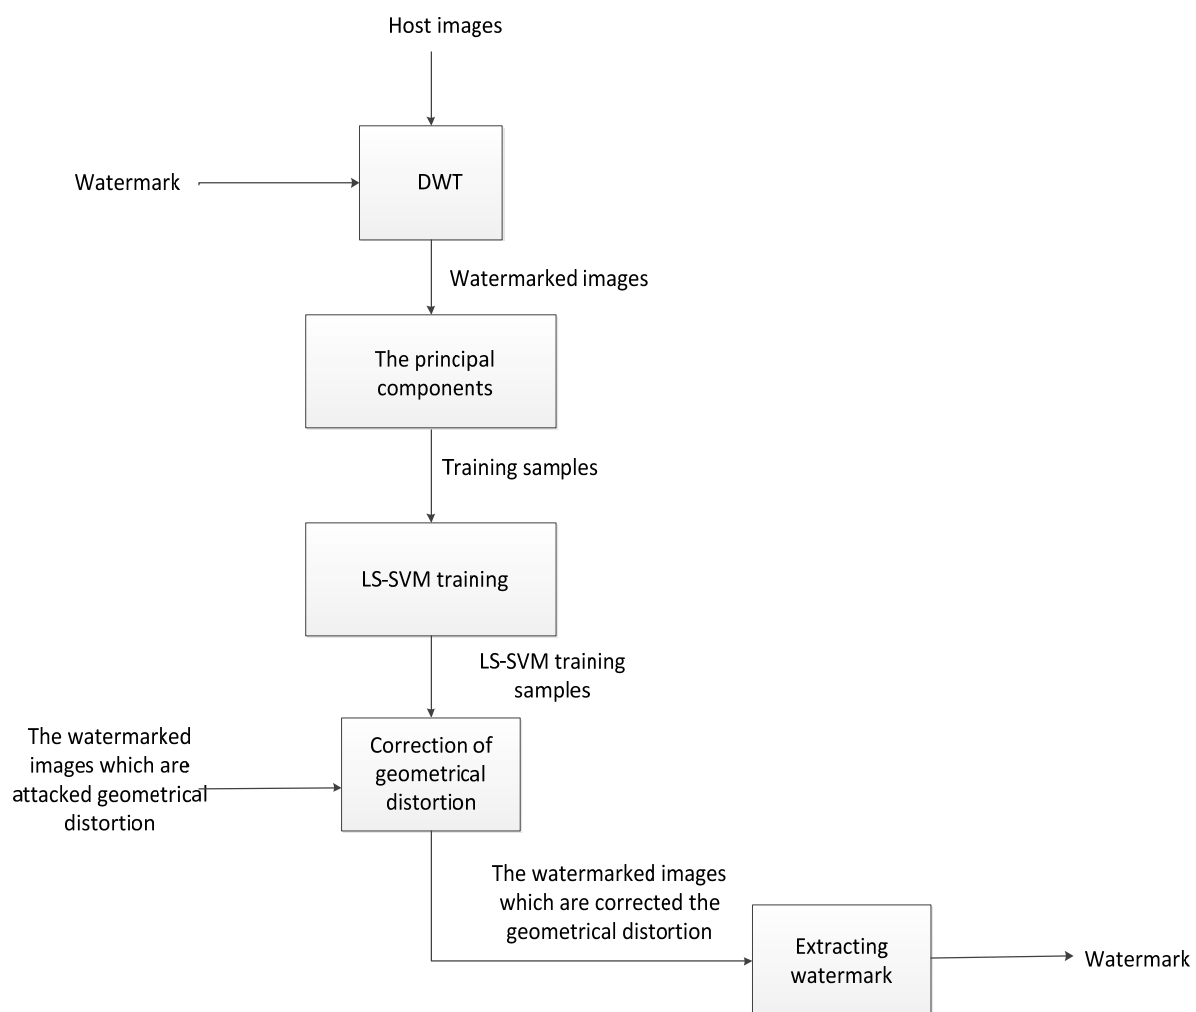 Host images
Watermark
DWT
Watermarked images
The principal
components
Training samples
LS-SVM training
LS-SVM training
samples
The watermarked
images which are
attacked geometrical
distortion
Correction of
geometrical
distortion
The watermarked images
which are corrected the
geometrical distortion
Extracting
watermark
Watermark